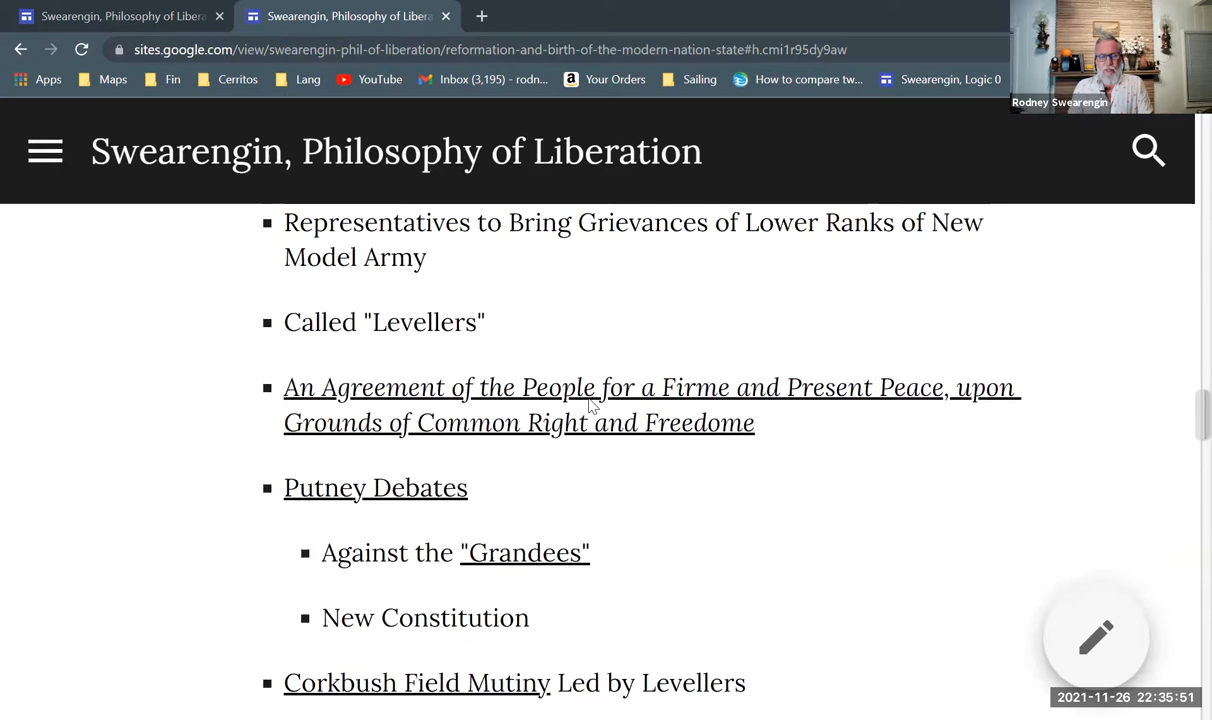 Swearengin, Philosophy of Libera
Swearengin, Philosophy of Libera
sites.google.com/view/swearengin-phil-of-liberation/reformation-and-birth-of-the-modern-nation-state#h.cmi1r95dy9aw
Apps Maps Fin Cerritos Lang YouTube Inbox (3,195) - rodn... Your Orders Sailing How to compare tw... Swearengin, Logic 0
Rodney Swearengin
Swearengin, Philosophy of Liberation
▪ Representatives to Bring Grievances of Lower Ranks of New
Model Army
▪ Called "Levellers"
▪ An Agreement of the People for a Firme and Present Peace, upon
Grounds of Common Right and Freedome
▪ Putney Debates
▪ Against the "Grandees"
▪ New Constitution
▪ Corkbush Field Mutiny Led by Levellers
2021-11-26 22:35:51